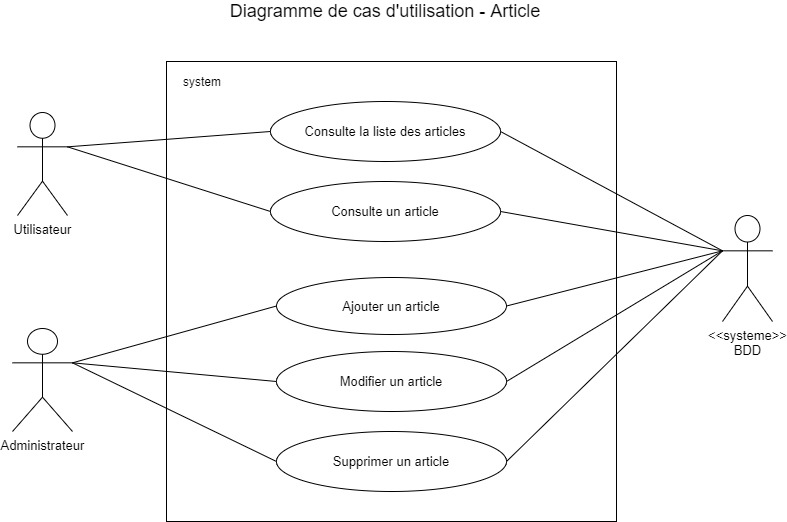 Diagramme de cas d'utilisation - Article
system
Consulte la liste des articles
Consulte un article
Utilisateur
Ajouter un article
<<systeme>>
BDD
Modifier un article
Administrateur
Supprimer un article